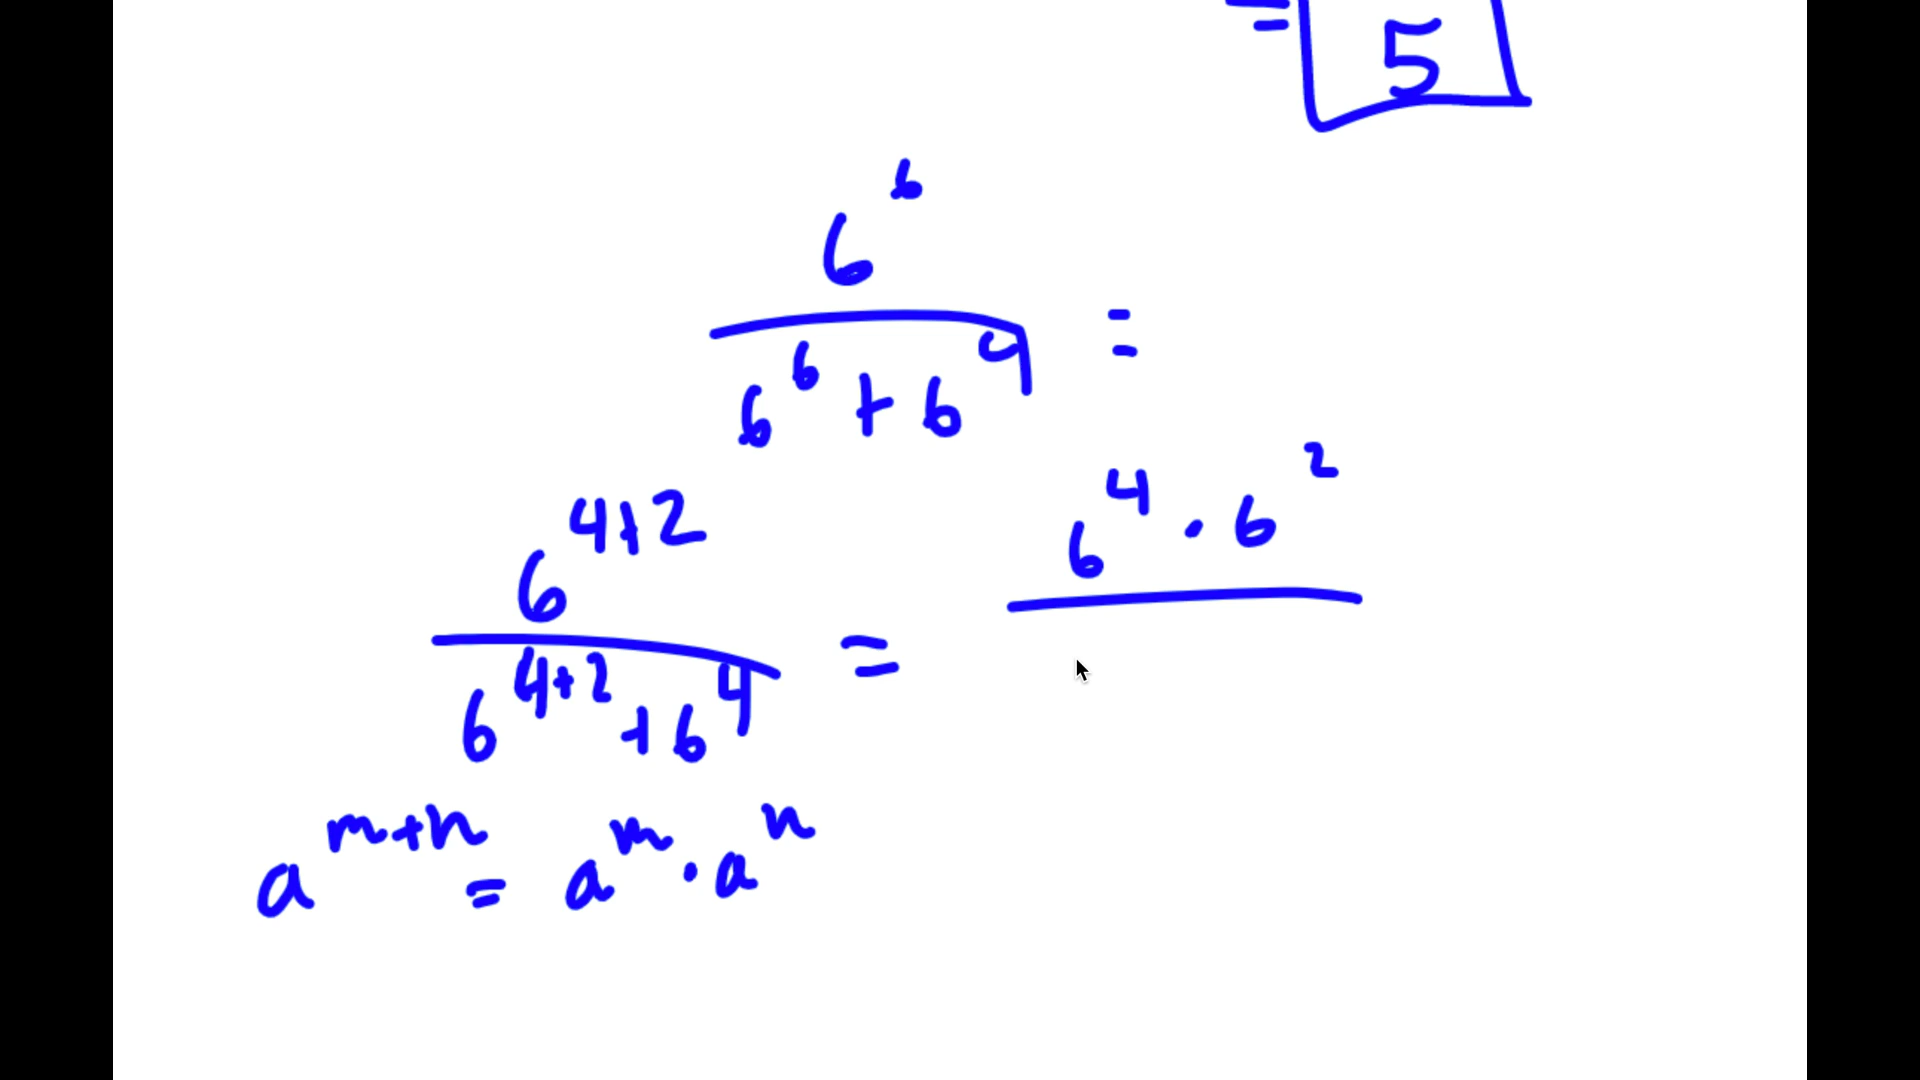 = 5
6^6 / (6^6 + 6^4) =
6^(4+2) / (6^(4+2) + 6^4) = 6^4 · 6^2
a^(m+n) = a^m · a^n